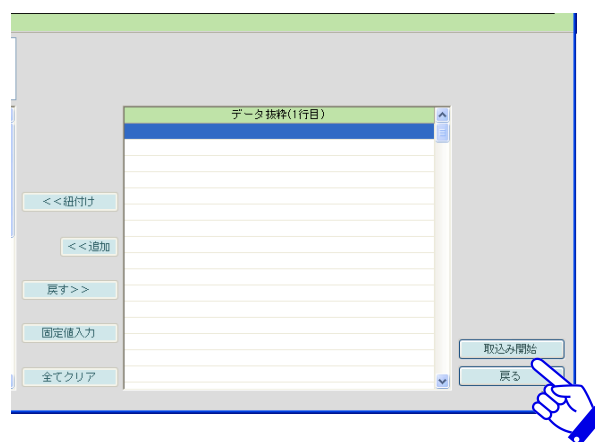 データ抜粋(1行目)
<<紐付け
<<追加
戻す>>
固定値入力
全てクリア
取込み開始
戻る